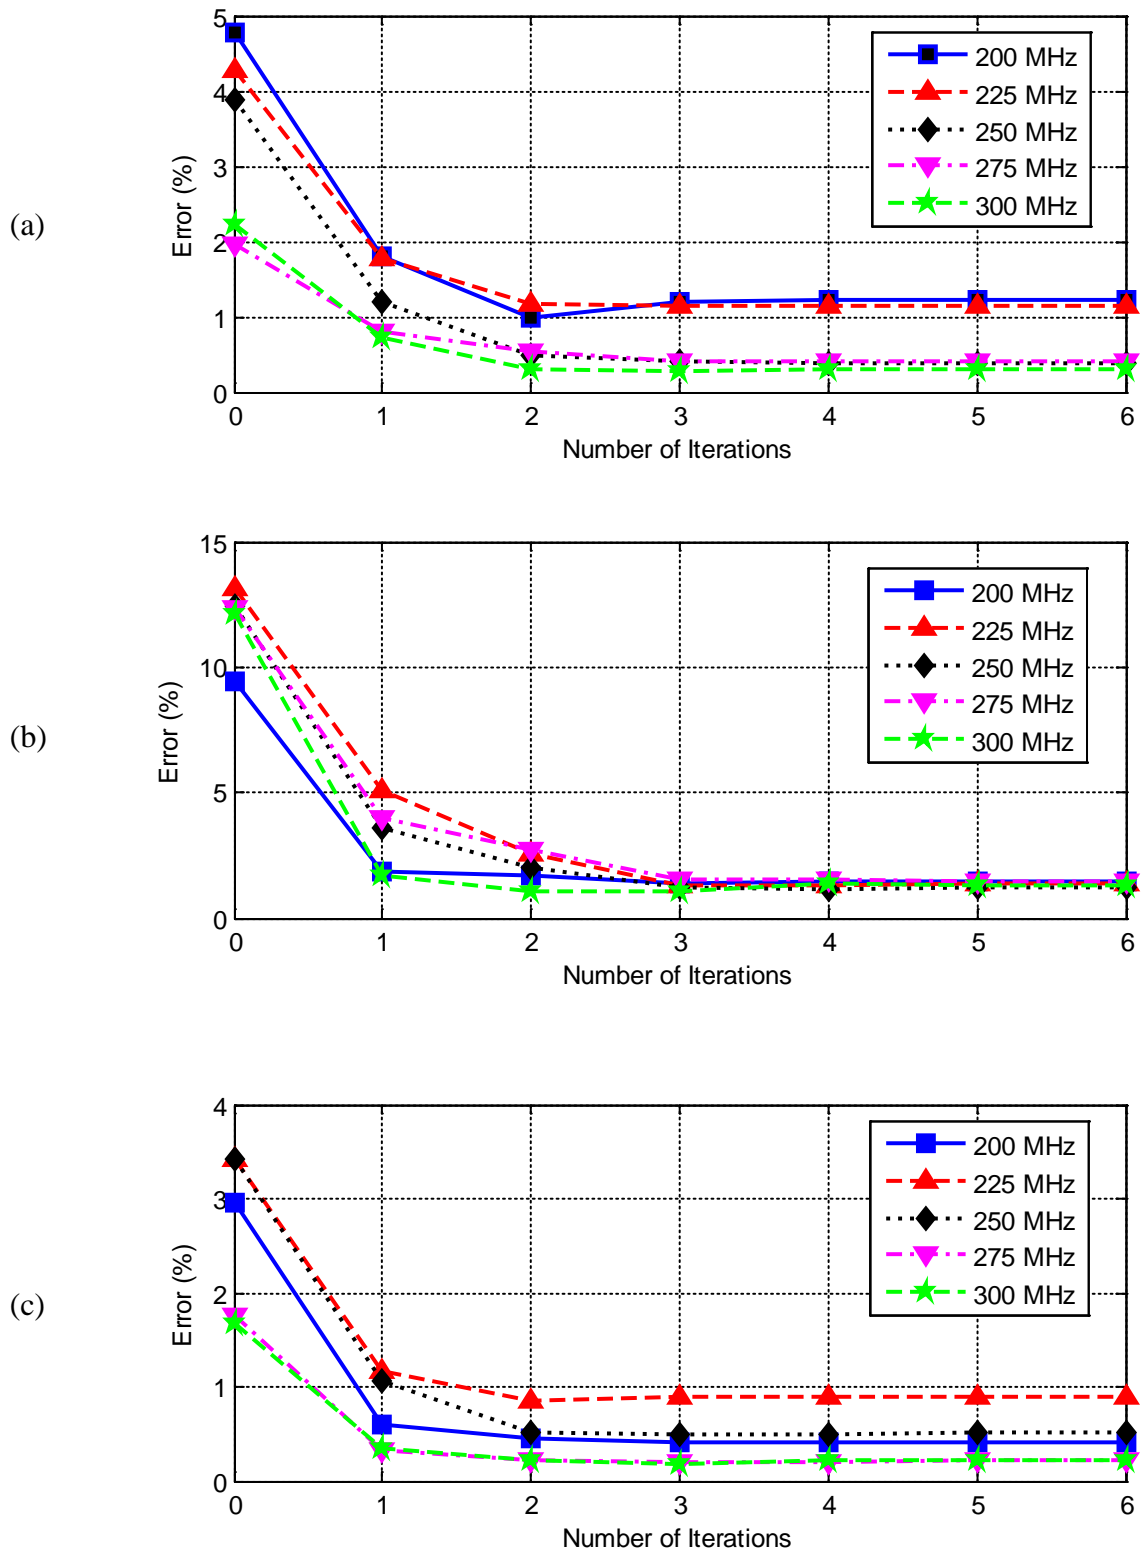 (a)
Error (%)
5
4
3
2
1
0
0 1 2 3 4 5 6
Number of Iterations
200 MHz
225 MHz
250 MHz
275 MHz
300 MHz
(b)
Error (%)
15
10
5
0
0 1 2 3 4 5 6
Number of Iterations
200 MHz
225 MHz
250 MHz
275 MHz
300 MHz
(c)
Error (%)
4
3
2
1
0
0 1 2 3 4 5 6
Number of Iterations
200 MHz
225 MHz
250 MHz
275 MHz
300 MHz